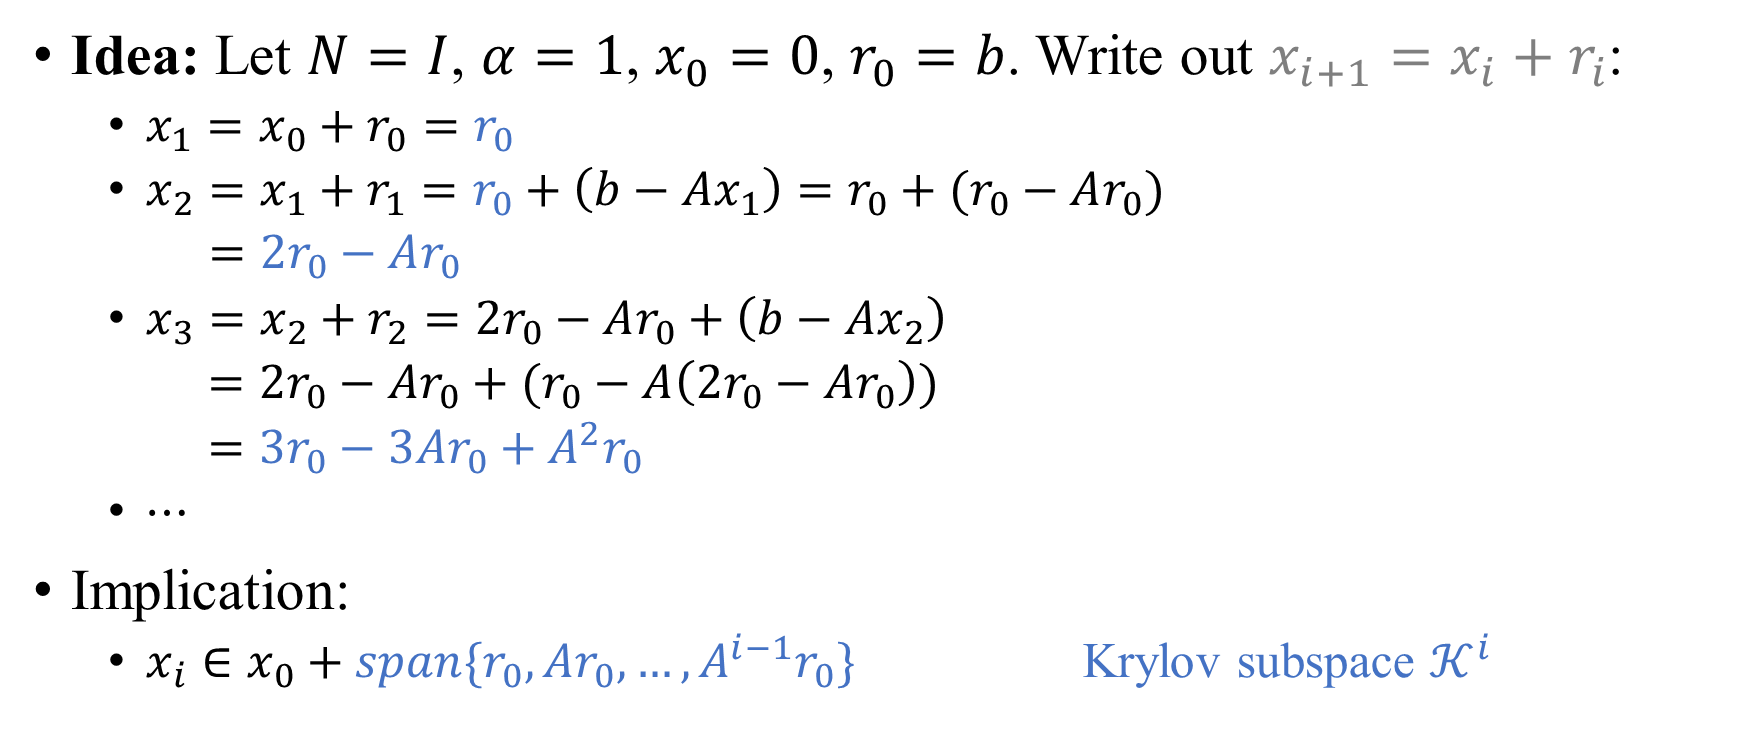 • Idea: Let N = I, α = 1, x₀ = 0, r₀ = b. Write out xᵢ₊₁ = xᵢ + rᵢ:
• x₁ = x₀ + r₀ = r₀
• x₂ = x₁ + r₁ = r₀ + (b − Ax₁) = r₀ + (r₀ − Ar₀)
= 2r₀ − Ar₀
• x₃ = x₂ + r₂ = 2r₀ − Ar₀ + (b − Ax₂)
= 2r₀ − Ar₀ + (r₀ − A(2r₀ − Ar₀))
= 3r₀ − 3Ar₀ + A²r₀
• ⋯
• Implication:
• xᵢ ∈ x₀ + span{r₀, Ar₀, … , Aⁱ⁻¹r₀} Krylov subspace 𝒦ⁱ